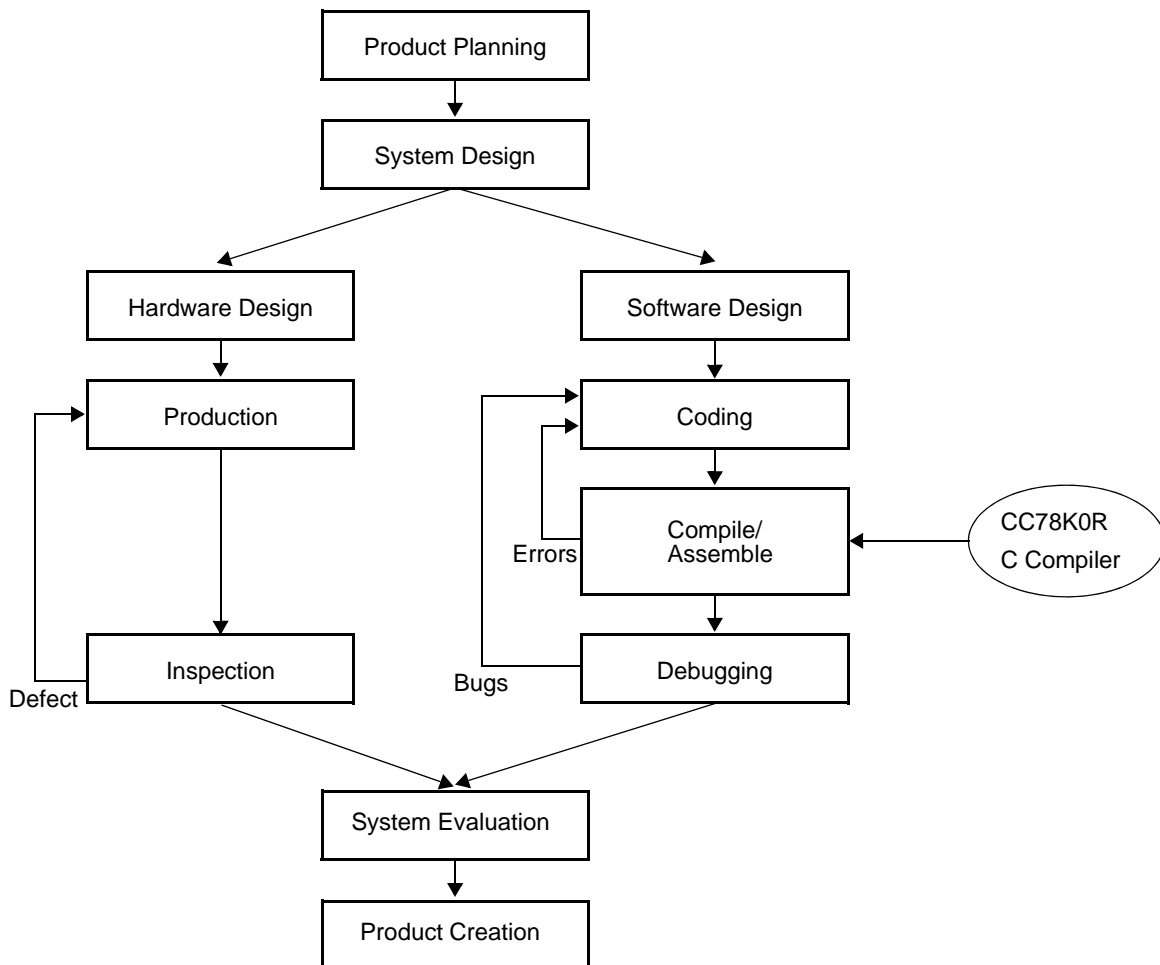 Product Planning
System Design
Hardware Design
Software Design
Production
Coding
Compile/
Assemble
Errors
CC78K0R
C Compiler
Inspection
Defect
Debugging
Bugs
System Evaluation
Product Creation